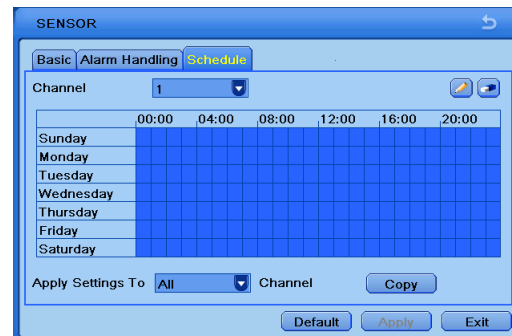 SENSOR
Basic Alarm Handling Schedule
Channel 1
00:00 04:00 08:00 12:00 16:00 20:00
Sunday
Monday
Tuesday
Wednesday
Thursday
Friday
Saturday
Apply Settings To All Channel Copy
Default Apply Exit